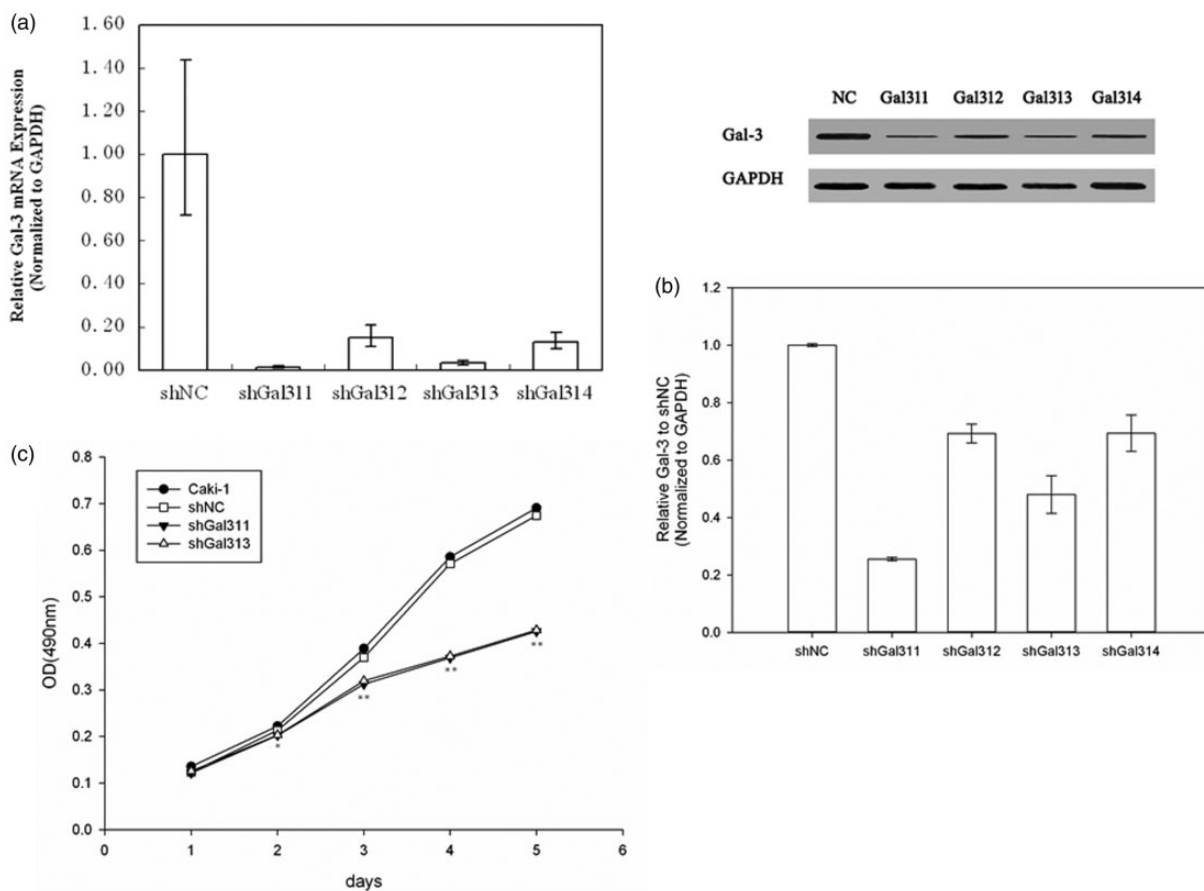 (a)
Relative Gal-3 mRNA Expression
(Normalized to GAPDH)
1. 60
1. 40
1. 20
1. 00
0. 80
0. 60
0. 40
0. 20
0. 00
shNC shGal311 shGal312 shGal313 shGal314
NC Gal311 Gal312 Gal313 Gal314
Gal-3
GAPDH
(b)
Relative Gal-3 to shNC
(Normalized to GAPDH)
1.2
1.0
0.8
0.6
0.4
0.2
0.0
shNC shGal311 shGal312 shGal313 shGal314
(c)
OD(490nm)
0.8
0.7
0.6
0.5
0.4
0.3
0.2
0.1
0.0
Caki-1
shNC
shGal311
shGal313
*
**
**
**
0 1 2 3 4 5 6
days